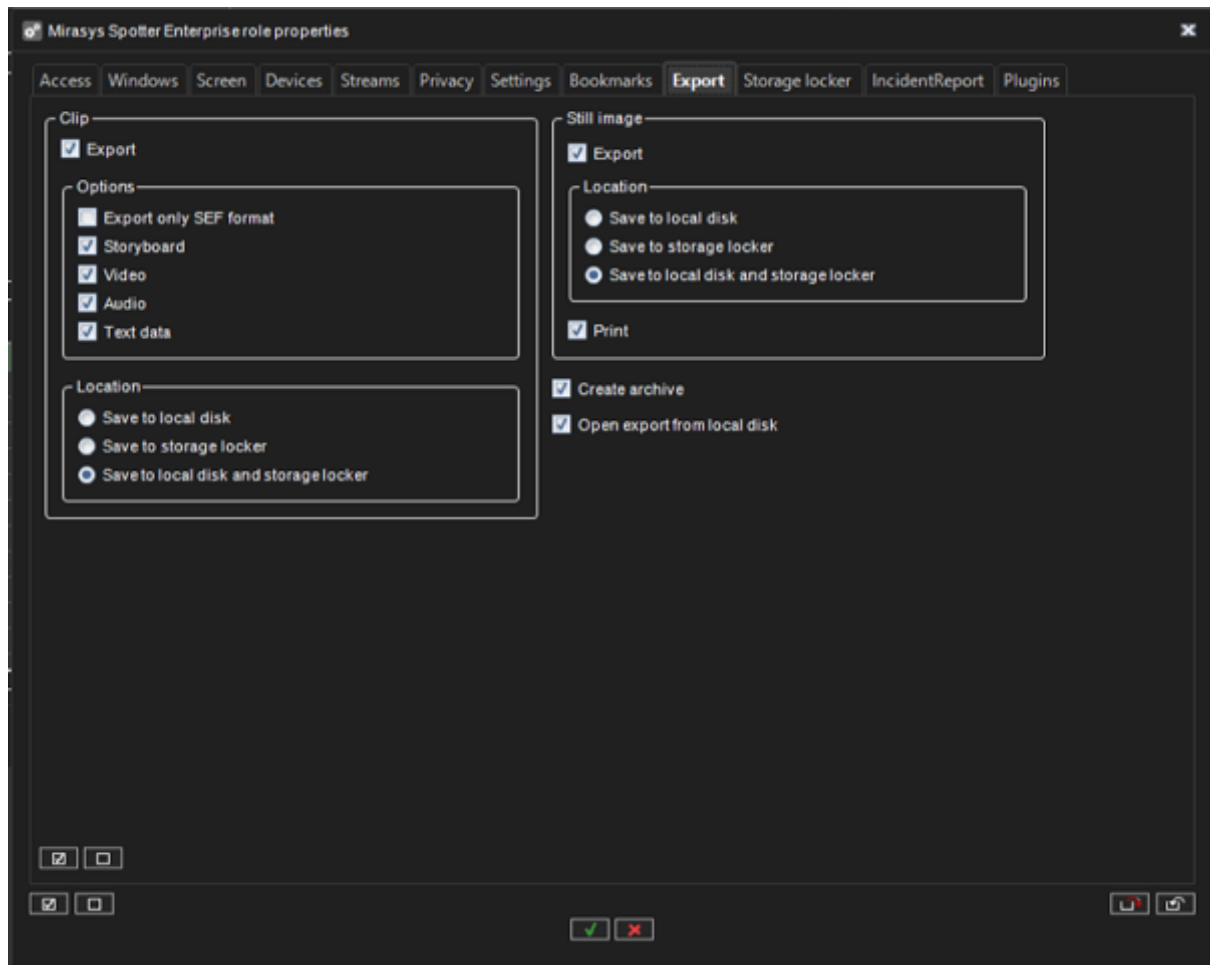 Mirasys Spotter Enterprise role properties
Access Windows Screen Devices Streams Privacy Settings Bookmarks Export Storage locker IncidentReport Plugins
Clip
Export
Options
Export only SEF format
Storyboard
Video
Audio
Text data
Location
Save to local disk
Save to storage locker
Save to local disk and storage locker
Still image
Export
Location
Save to local disk
Save to storage locker
Save to local disk and storage locker
Print
Create archive
Open export from local disk